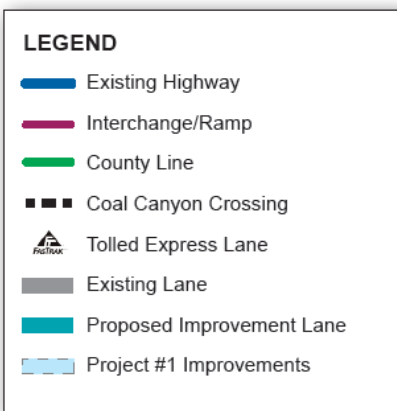 LEGEND
Existing Highway
Interchange/Ramp
County Line
Coal Canyon Crossing
FASTRAK Tolled Express Lane
Existing Lane
Proposed Improvement Lane
Project #1 Improvements